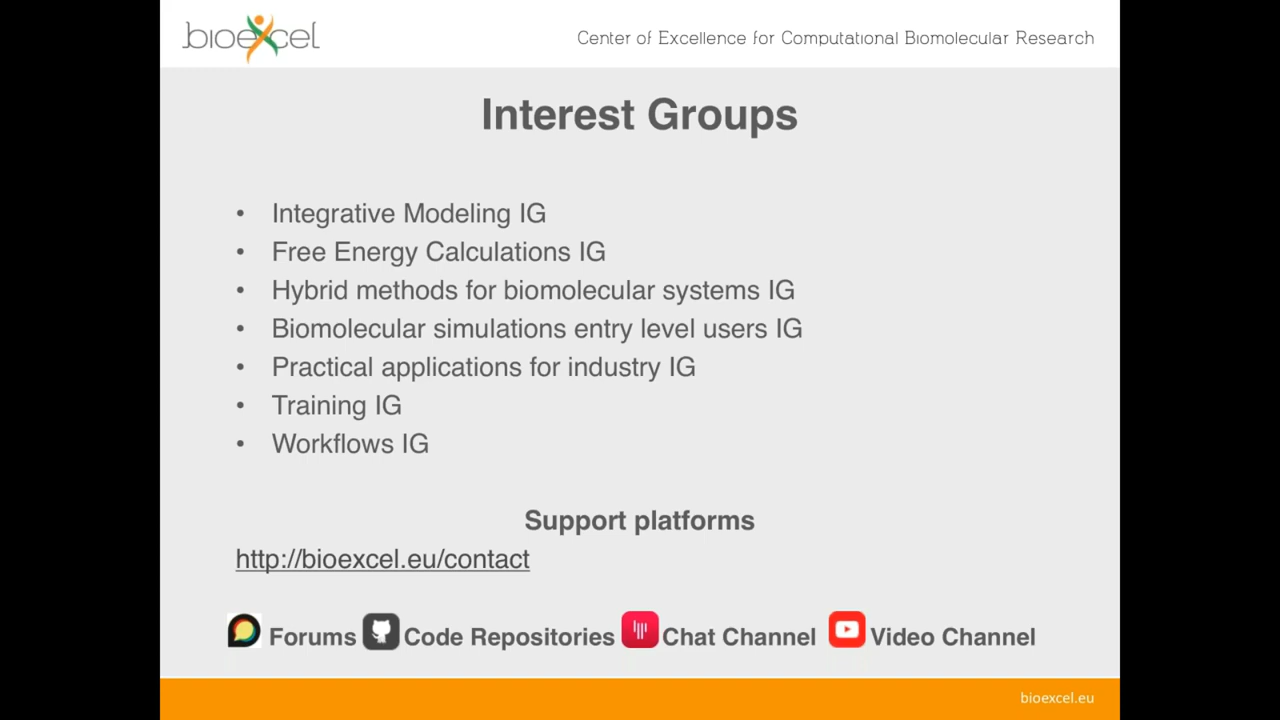 bioexcel
Center of Excellence for Computational Biomolecular Research
Interest Groups
• Integrative Modeling IG
• Free Energy Calculations IG
• Hybrid methods for biomolecular systems IG
• Biomolecular simulations entry level users IG
• Practical applications for industry IG
• Training IG
• Workflows IG
Support platforms
http://bioexcel.eu/contact
Forums Code Repositories Chat Channel Video Channel
bioexcel.eu